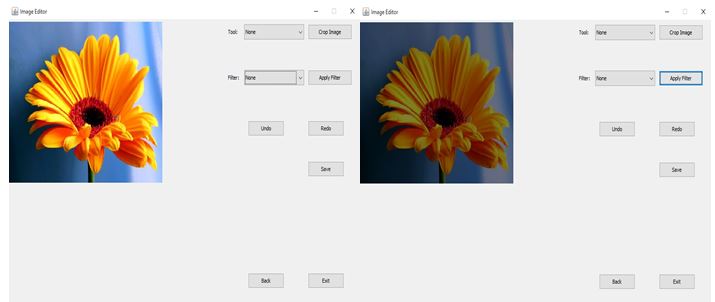 Image Editor
Tool: None Crop Image
Filter: None Apply Filter
Undo Redo
Save
Back Exit
Image Editor
Tool: None Crop Image
Filter: None Apply Filter
Undo Redo
Save
Back Exit